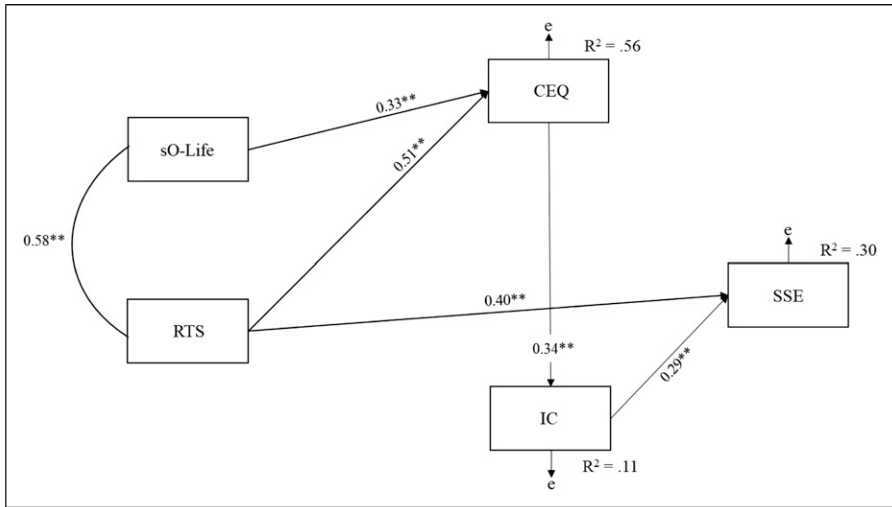 e
R² = .56
CEQ
0.33**
sO-Life
0.51**
0.58**
e
R² = .30
SSE
0.40**
RTS
0.34**
0.29**
IC
R² = .11
e